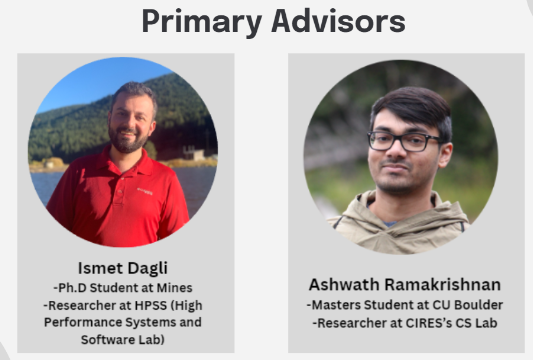 Primary Advisors
Ismet Dagli
-Ph.D Student at Mines
-Researcher at HPSS (High
Performance Systems and
Software Lab)
Ashwath Ramakrishnan
-Masters Student at CU Boulder
-Researcher at CIRES's CS Lab